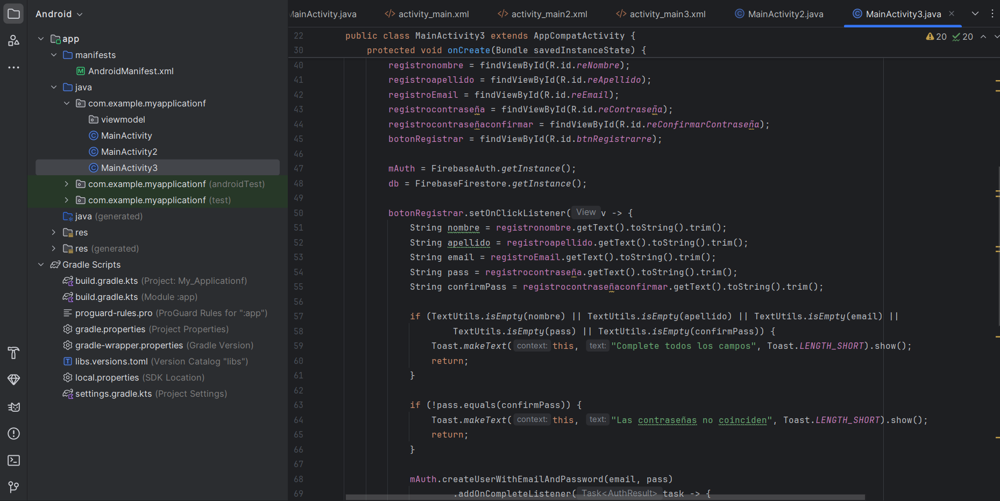 Android
app
manifests
AndroidManifest.xml
java
com.example.myapplicationf
viewmodel
MainActivity
MainActivity2
MainActivity3
com.example.myapplicationf (androidTest)
com.example.myapplicationf (test)
java (generated)
res
res (generated)
Gradle Scripts
build.gradle.kts (Project: My_Applicationf)
build.gradle.kts (Module :app)
proguard-rules.pro (ProGuard Rules for ":app")
gradle.properties (Project Properties)
gradle-wrapper.properties (Gradle Version)
libs.versions.toml (Version Catalog "libs")
local.properties (SDK Location)
settings.gradle.kts (Project Settings)
MainActivity.java activity_main.xml activity_main2.xml activity_main3.xml MainActivity2.java MainActivity3.java
20 20
22 public class MainActivity3 extends AppCompatActivity {
30 protected void onCreate(Bundle savedInstanceState) {
40 registronombre = findViewById(R.id.reNombre);
41 registroapellido = findViewById(R.id.reApellido);
42 registroEmail = findViewById(R.id.reEmail);
43 registrocontraseña = findViewById(R.id.reContraseña);
44 registrocontraseñaconfirmar = findViewById(R.id.reConfirmarContraseña);
45 botonRegistrar = findViewById(R.id.btnRegistrarre);
46
47 mAuth = FirebaseAuth.getInstance();
48 db = FirebaseFirestore.getInstance();
49
50 botonRegistrar.setOnClickListener( View v -> {
51 String nombre = registronombre.getText().toString().trim();
52 String apellido = registroapellido.getText().toString().trim();
53 String email = registroEmail.getText().toString().trim();
54 String pass = registrocontraseña.getText().toString().trim();
55 String confirmPass = registrocontraseñaconfirmar.getText().toString().trim();
56
57 if (TextUtils.isEmpty(nombre) || TextUtils.isEmpty(apellido) || TextUtils.isEmpty(email) ||
58 TextUtils.isEmpty(pass) || TextUtils.isEmpty(confirmPass)) {
59 Toast.makeText( context: this, text: "Complete todos los campos", Toast.LENGTH_SHORT).show();
60 return;
61 }
62
63 if (!pass.equals(confirmPass)) {
64 Toast.makeText( context: this, text: "Las contraseñas no coinciden", Toast.LENGTH_SHORT).show();
65 return;
66 }
67
68 mAuth.createUserWithEmailAndPassword(email, pass)
69 .addOnCompleteListener( Task<AuthResult> task -> {